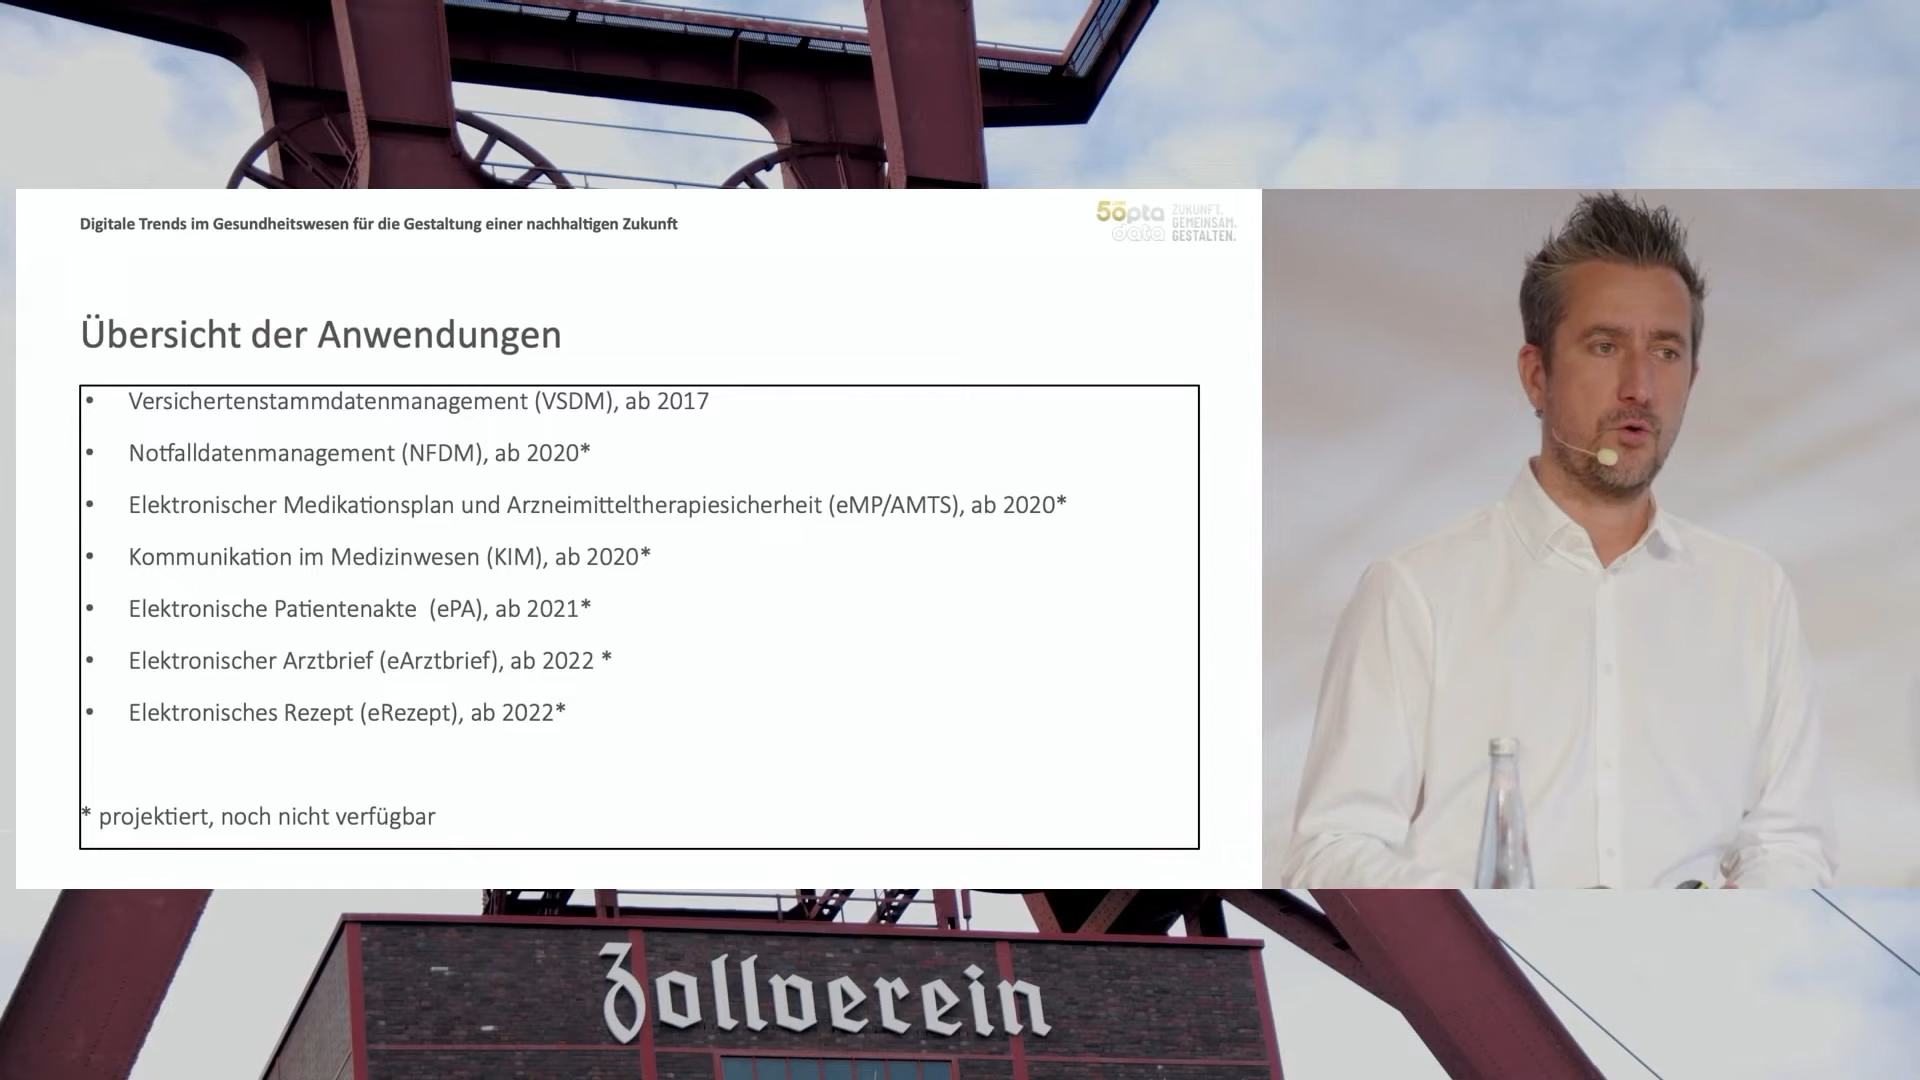 Digitale Trends im Gesundheitswesen für die Gestaltung einer nachhaltigen Zukunft
50 opta data
ZUKUNFT.
GEMEINSAM.
GESTALTEN.
Übersicht der Anwendungen
• Versichertenstammdatenmanagement (VSDM), ab 2017
• Notfalldatenmanagement (NFDM), ab 2020*
• Elektronischer Medikationsplan und Arzneimitteltherapiesicherheit (eMP/AMTS), ab 2020*
• Kommunikation im Medizinwesen (KIM), ab 2020*
• Elektronische Patientenakte (ePA), ab 2021*
• Elektronischer Arztbrief (eArztbrief), ab 2022 *
• Elektronisches Rezept (eRezept), ab 2022*
* projektiert, noch nicht verfügbar
Zollverein